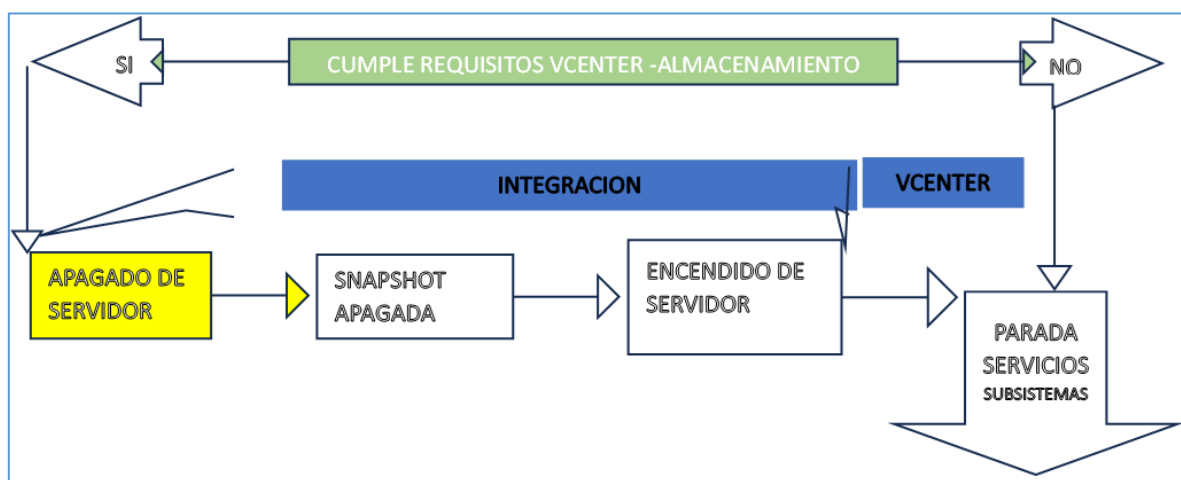 SI
CUMPLE REQUISITOS VCENTER -ALMACENAMIENTO
NO
INTEGRACION
VCENTER
APAGADO DE
SERVIDOR
SNAPSHOT
APAGADA
ENCENDIDO DE
SERVIDOR
PARADA
SERVICIOS
SUBSISTEMAS